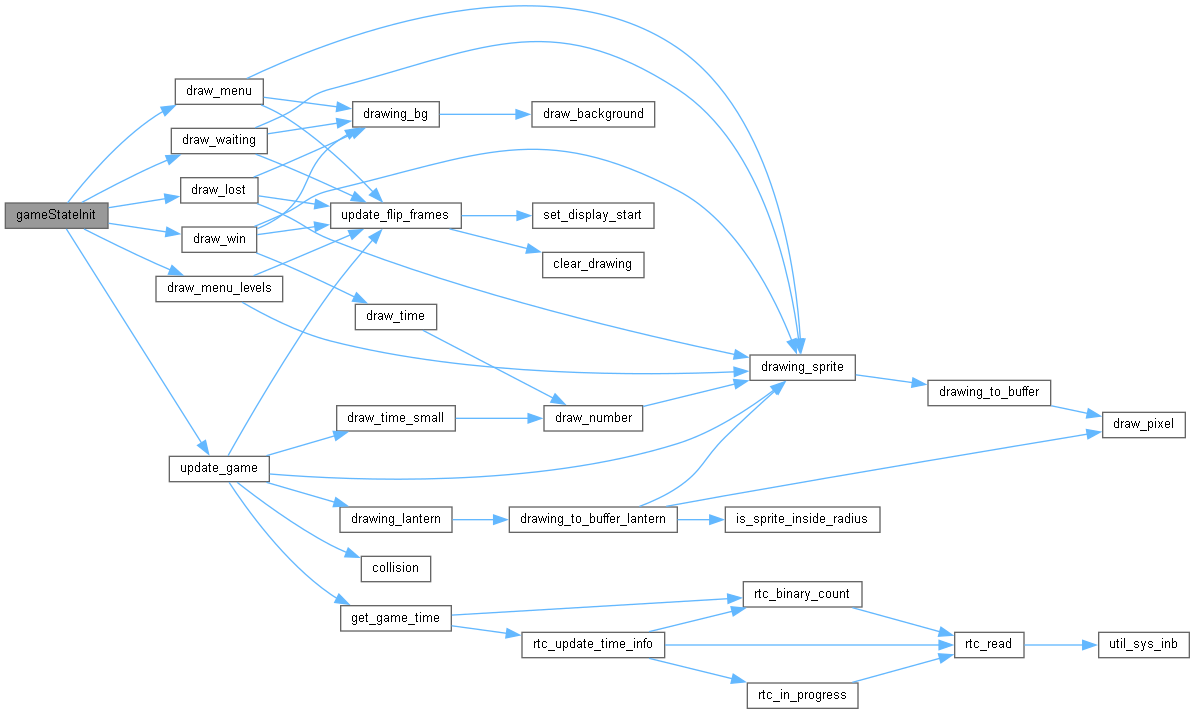 gameStateInit
draw_menu
draw_waiting
draw_lost
draw_win
draw_menu_levels
update_game
drawing_bg
update_flip_frames
draw_time
draw_time_small
drawing_lantern
collision
get_game_time
draw_background
set_display_start
clear_drawing
draw_number
drawing_to_buffer_lantern
rtc_update_time_info
drawing_sprite
is_sprite_inside_radius
rtc_binary_count
rtc_in_progress
drawing_to_buffer
rtc_read
draw_pixel
util_sys_inb